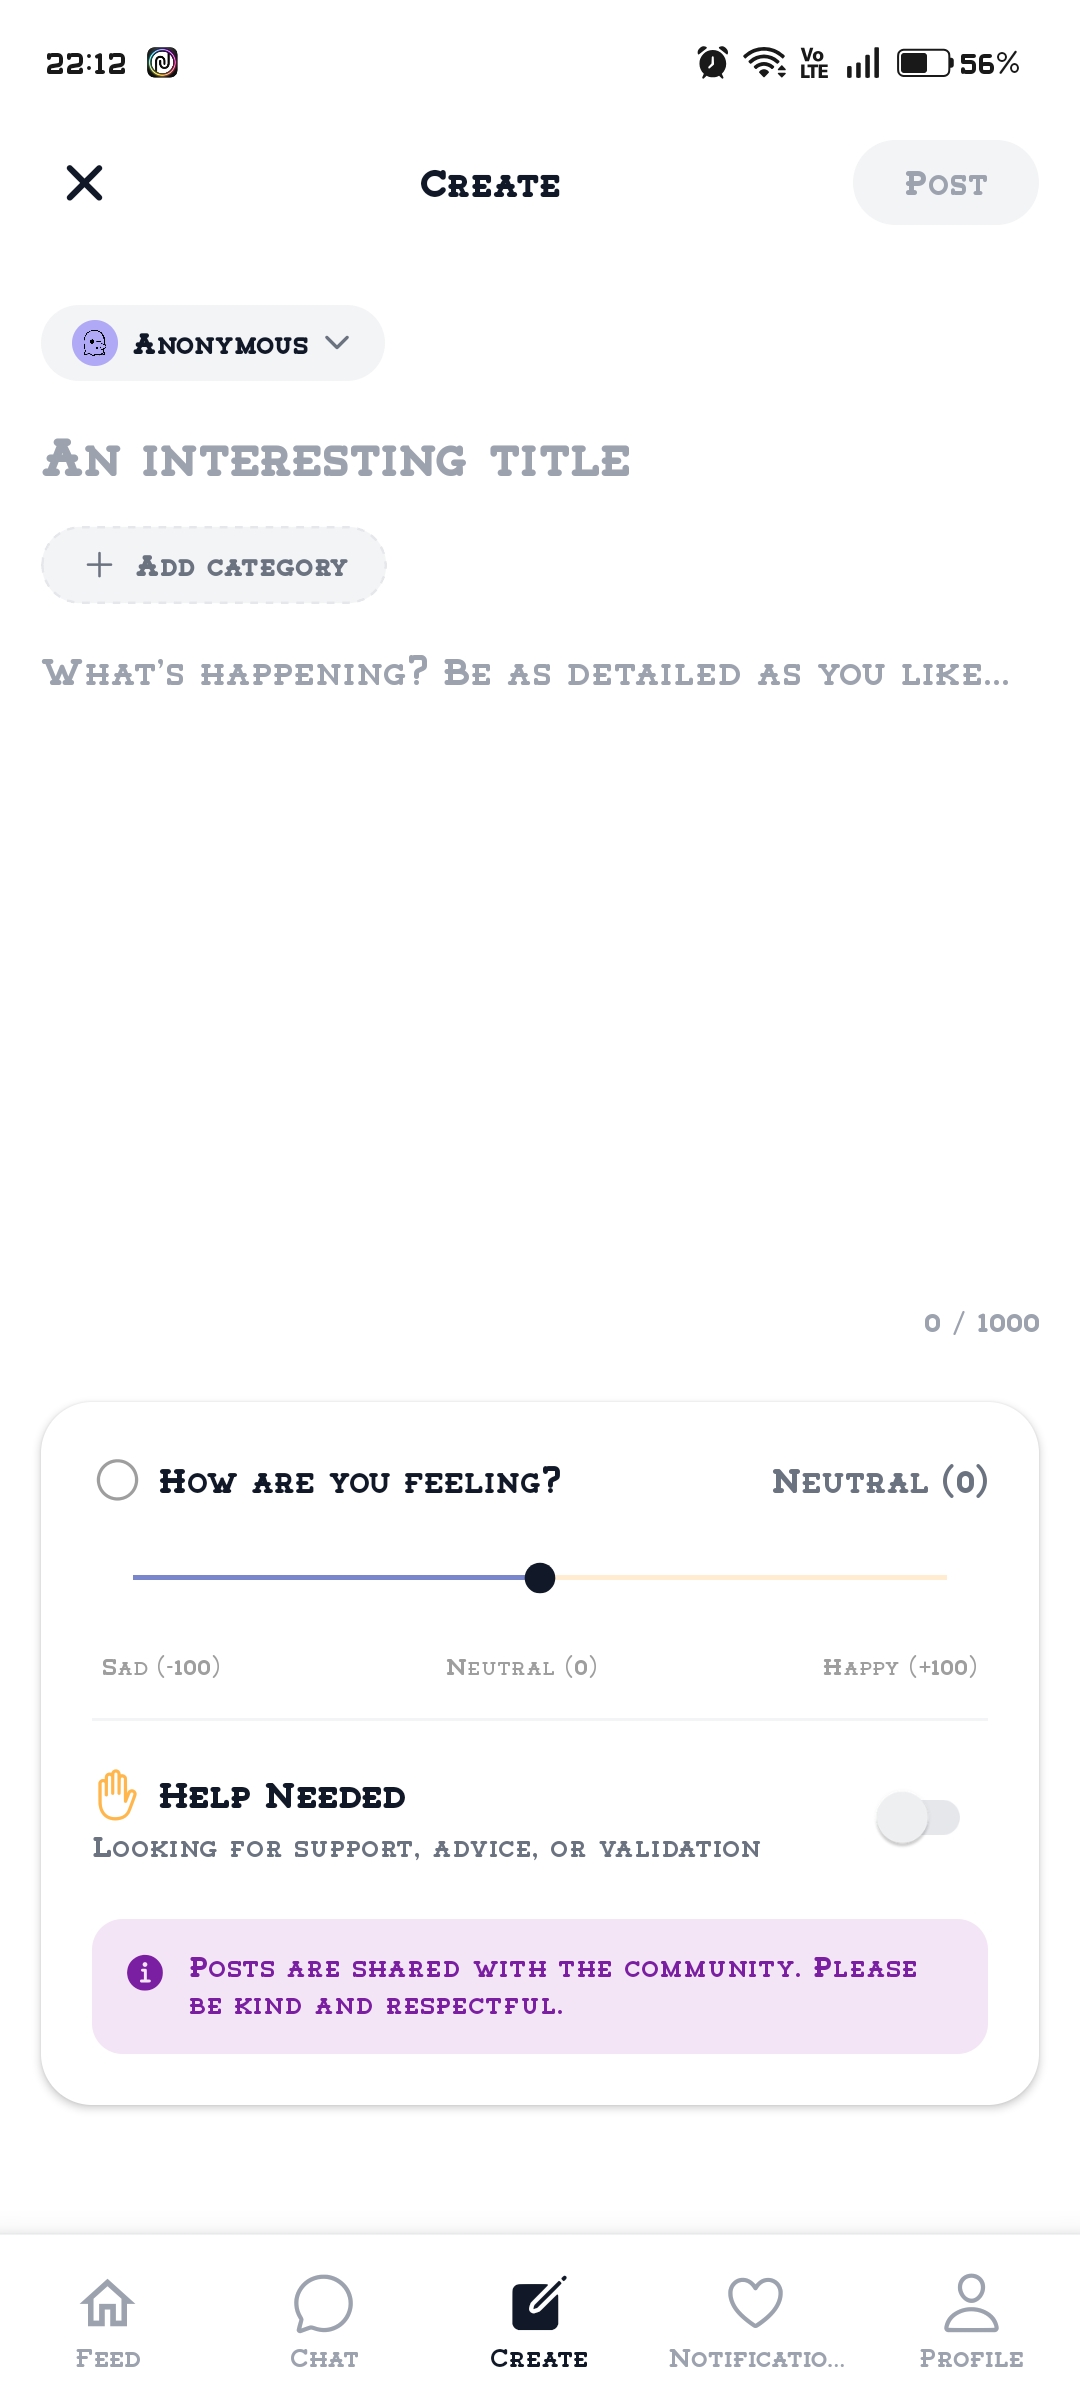 22:12 Vo LTE 56%
Create Post
Anonymous
An interesting title
Add category
What's happening? Be as detailed as you like...
0 / 1000
How are you feeling? Neutral (0)
Sad (-100) Neutral (0) Happy (+100)
Help Needed
Looking for support, advice, or validation
Posts are shared with the community. Please
be kind and respectful.
Feed Chat Create Notificatio... Profile